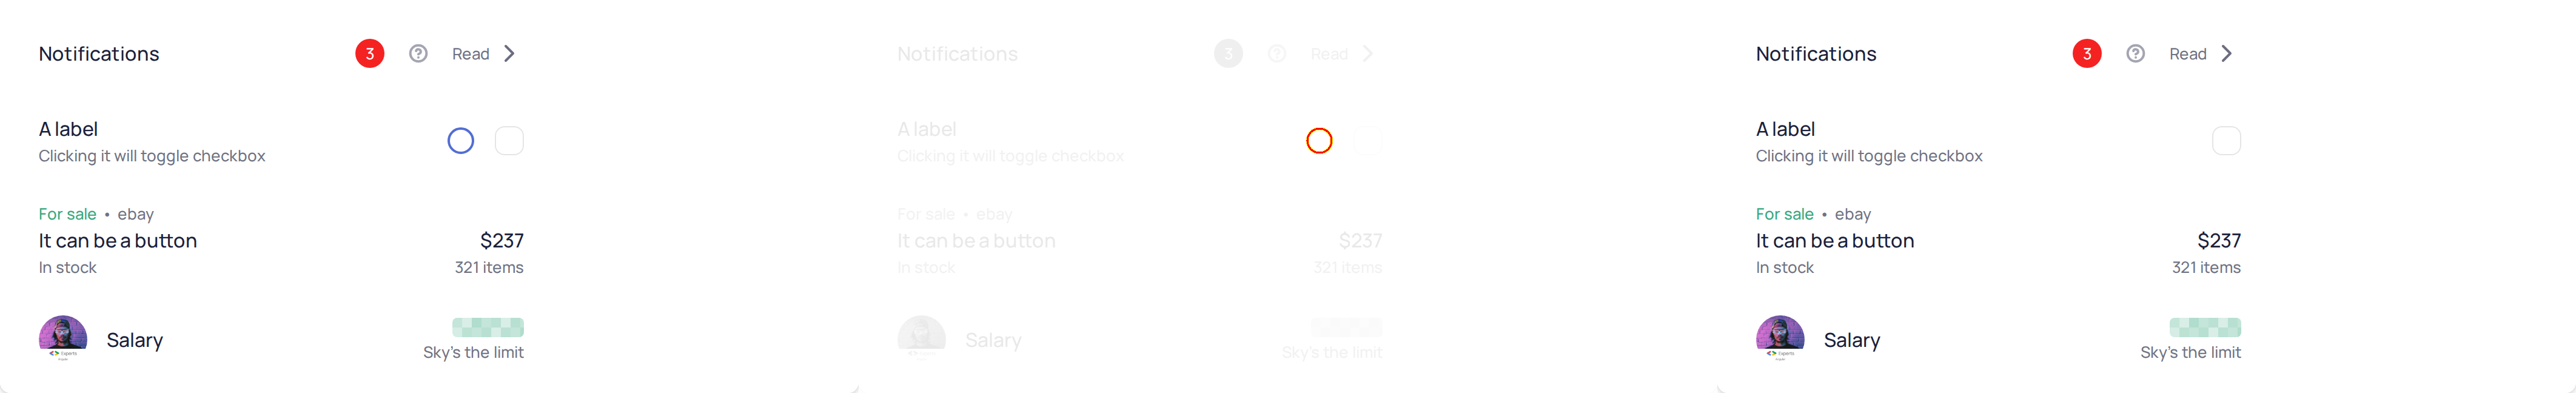 Notifications 3 Read
A label
Clicking it will toggle checkbox
For sale • ebay
It can be a button $237
In stock 321 items
Salary
Sky's the limit
Experts
Notifications 3 Read
A label
Clicking it will toggle checkbox
For sale • ebay
It can be a button $237
In stock 321 items
Salary
Sky's the limit
Notifications 3 Read
A label
Clicking it will toggle checkbox
For sale • ebay
It can be a button $237
In stock 321 items
Salary
Sky's the limit
Experts